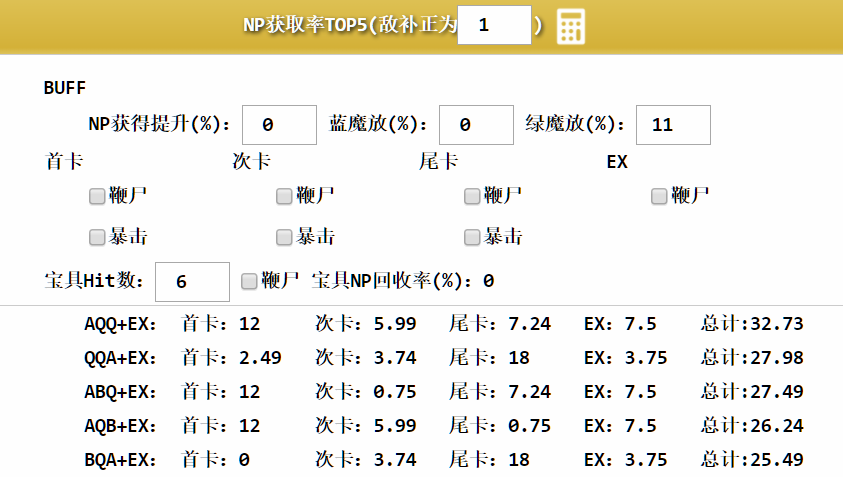 NP获取率TOP5(敌补正为 1 )
BUFF
NP获得提升(%): 0 蓝魔放(%): 0 绿魔放(%): 11
首卡 次卡 尾卡 EX
鞭尸 鞭尸 鞭尸 鞭尸
暴击 暴击 暴击
宝具Hit数: 6 鞭尸 宝具NP回收率(%): 0
AQQ+EX: 首卡: 12 次卡: 5.99 尾卡: 7.24 EX: 7.5 总计:32.73
QQA+EX: 首卡: 2.49 次卡: 3.74 尾卡: 18 EX: 3.75 总计:27.98
ABQ+EX: 首卡: 12 次卡: 0.75 尾卡: 7.24 EX: 7.5 总计:27.49
AQB+EX: 首卡: 12 次卡: 5.99 尾卡: 0.75 EX: 7.5 总计:26.24
BQA+EX: 首卡: 0 次卡: 3.74 尾卡: 18 EX: 3.75 总计:25.49